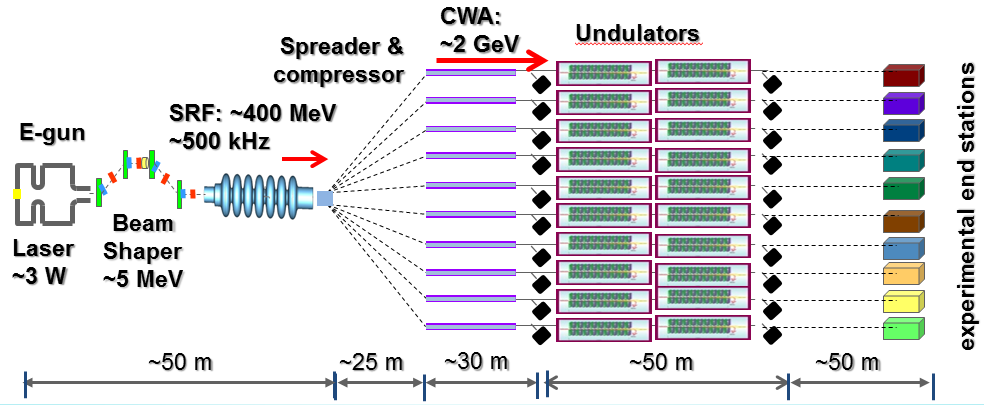 CWA:
~2 GeV
Undulators
Spreader &
compressor
SRF: ~400 MeV
~500 kHz
E-gun
Laser
~3 W
Beam
Shaper
~5 MeV
experimental end stations
~50 m
~25 m
~30 m
~50 m
~50 m